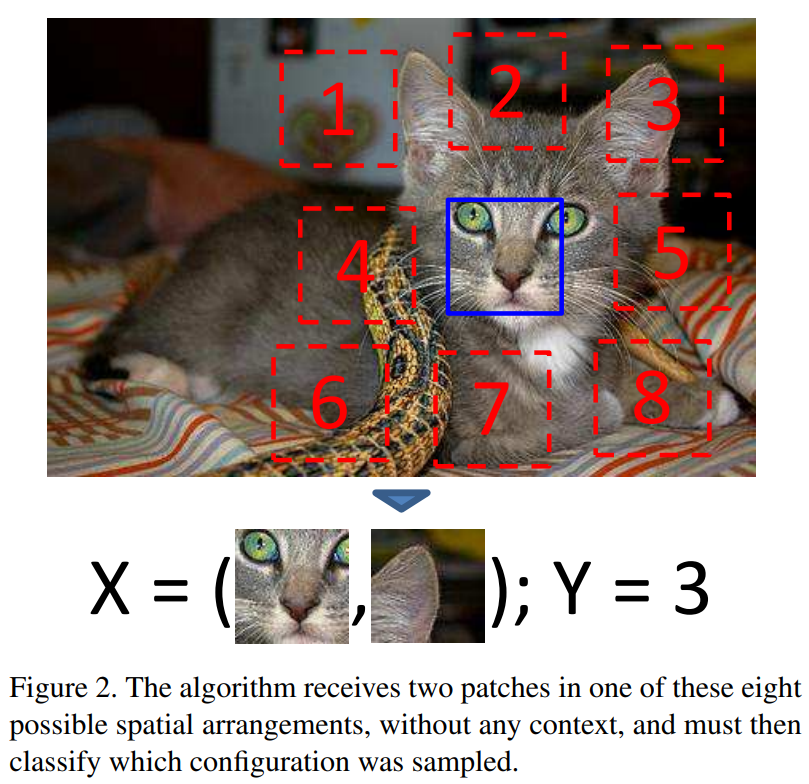 1 2 3
4 5
6 7 8
X = ( , ); Y = 3
Figure 2. The algorithm receives two patches in one of these eight
possible spatial arrangements, without any context, and must then
classify which configuration was sampled.